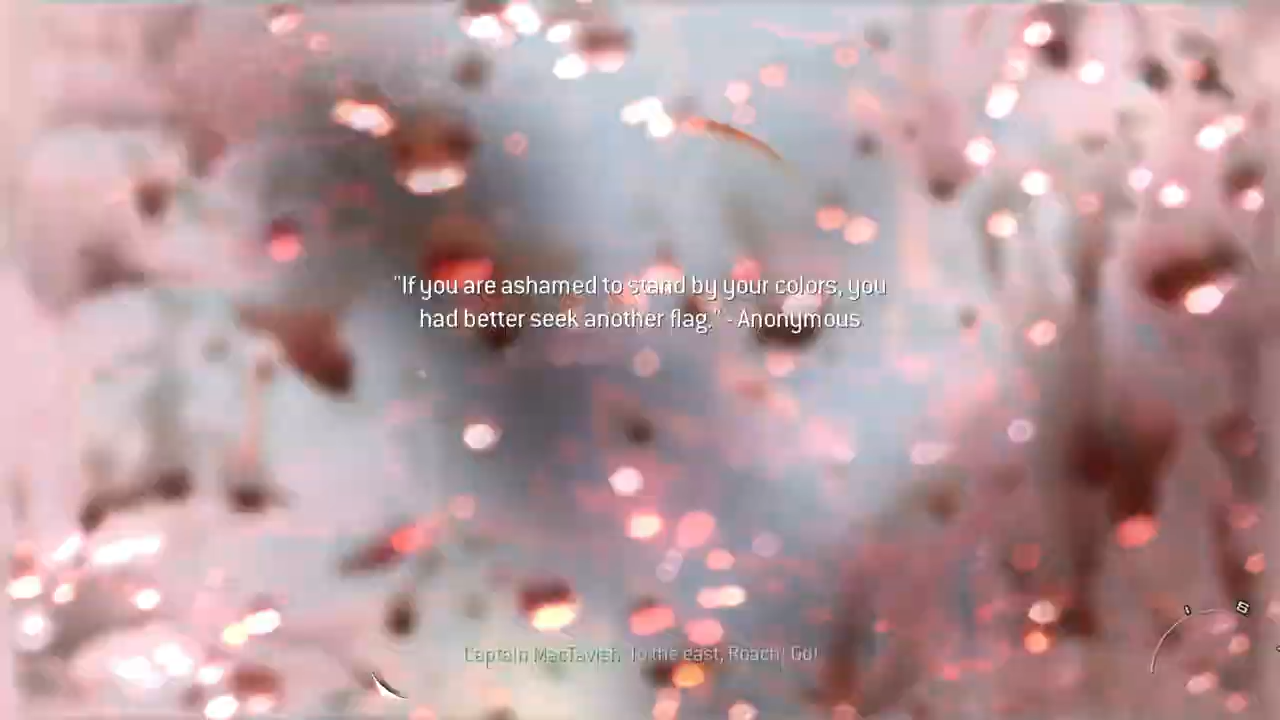 "If you are ashamed to stand by your colors, you
had better seek another flag." - Anonymous
Captain MacTavish: To the east, Roach! Go!
S